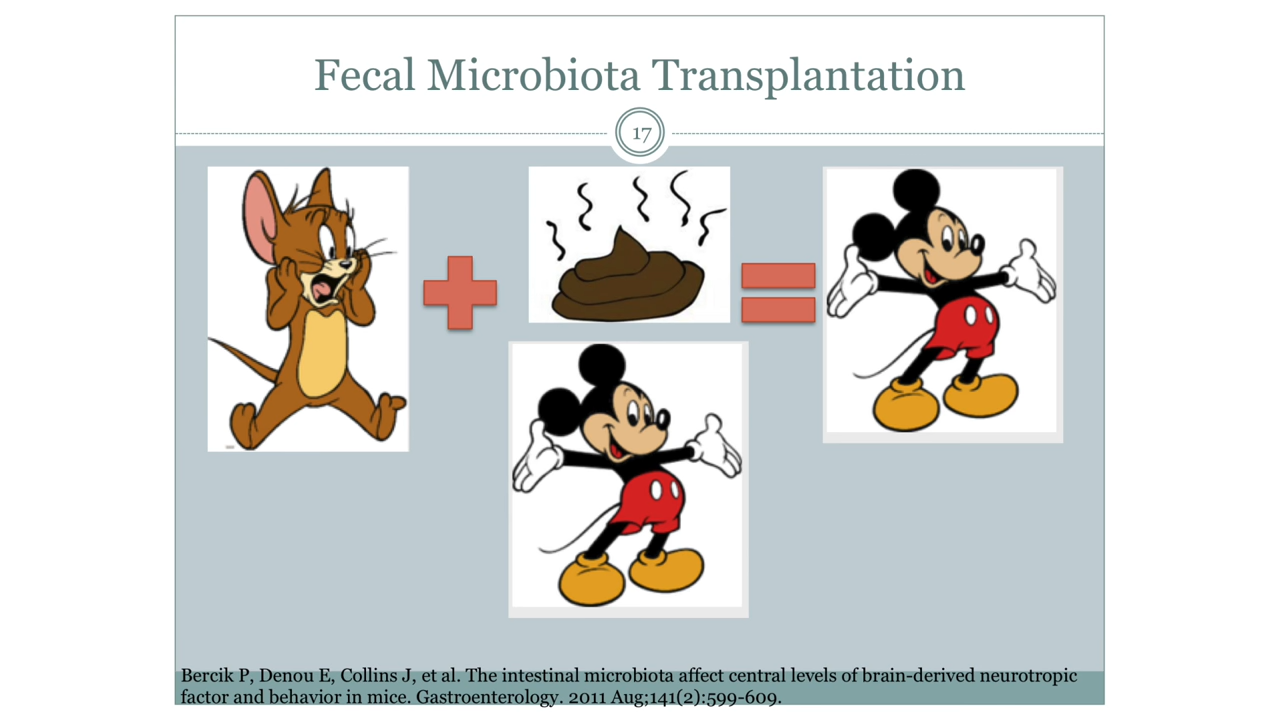 Fecal Microbiota Transplantation
17
Bercik P, Denou E, Collins J, et al. The intestinal microbiota affect central levels of brain-derived neurotropic
factor and behavior in mice. Gastroenterology. 2011 Aug;141(2):599-609.